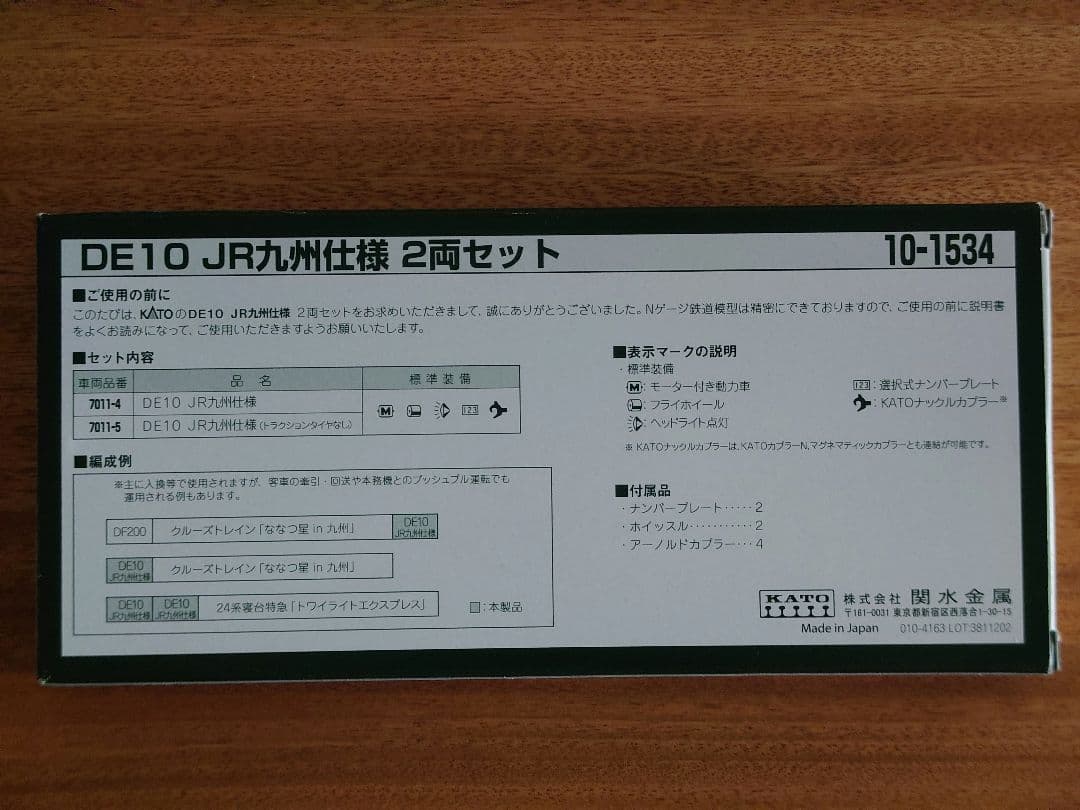 DE10 JR九州仕様 2両セット
10-1534
■ご使用の前に
このたびは、KATOのDE10 JR九州仕様 2両セットをお求めいただきまして、誠にありがとうございました。Nゲージ鉄道模型は精密にできておりますので、ご使用の前に説明書
をよくお読みになって、ご使用いただきますようお願いいたします。
■セット内容
車両品番 品名 標準装備
7011-4 DE10 JR九州仕様
7011-5 DE10 JR九州仕様(トラクションタイヤなし)
M 123
■編成例
※主に入換等で使用されますが、客車の牽引・回送や本務機とのプッシュプル運転でも
運用される例もあります。
DF200 クルーズトレイン「ななつ星 in 九州」 DE10 JR九州仕様
DE10 JR九州仕様 クルーズトレイン「ななつ星 in 九州」
DE10 JR九州仕様 DE10 JR九州仕様 24系寝台特急「トワイライトエクスプレス」
:本製品
■表示マークの説明
・標準装備
M:モーター付き動力車
:フライホイール
:ヘッドライト点灯
123:選択式ナンバープレート
:KATOナックルカプラー※
※ KATOナックルカプラーは、KATOカプラーN、マグネマティックカプラーとも連結が可能です。
■付属品
・ナンバープレート・・・・・2
・ホイッスル・・・・・・・・・・・2
・アーノルドカプラー・・・4
KATO 株式会社 関水金属
〒161-0031 東京都新宿区西落合1-30-15
Made in Japan 010-4163 LOT:3811202